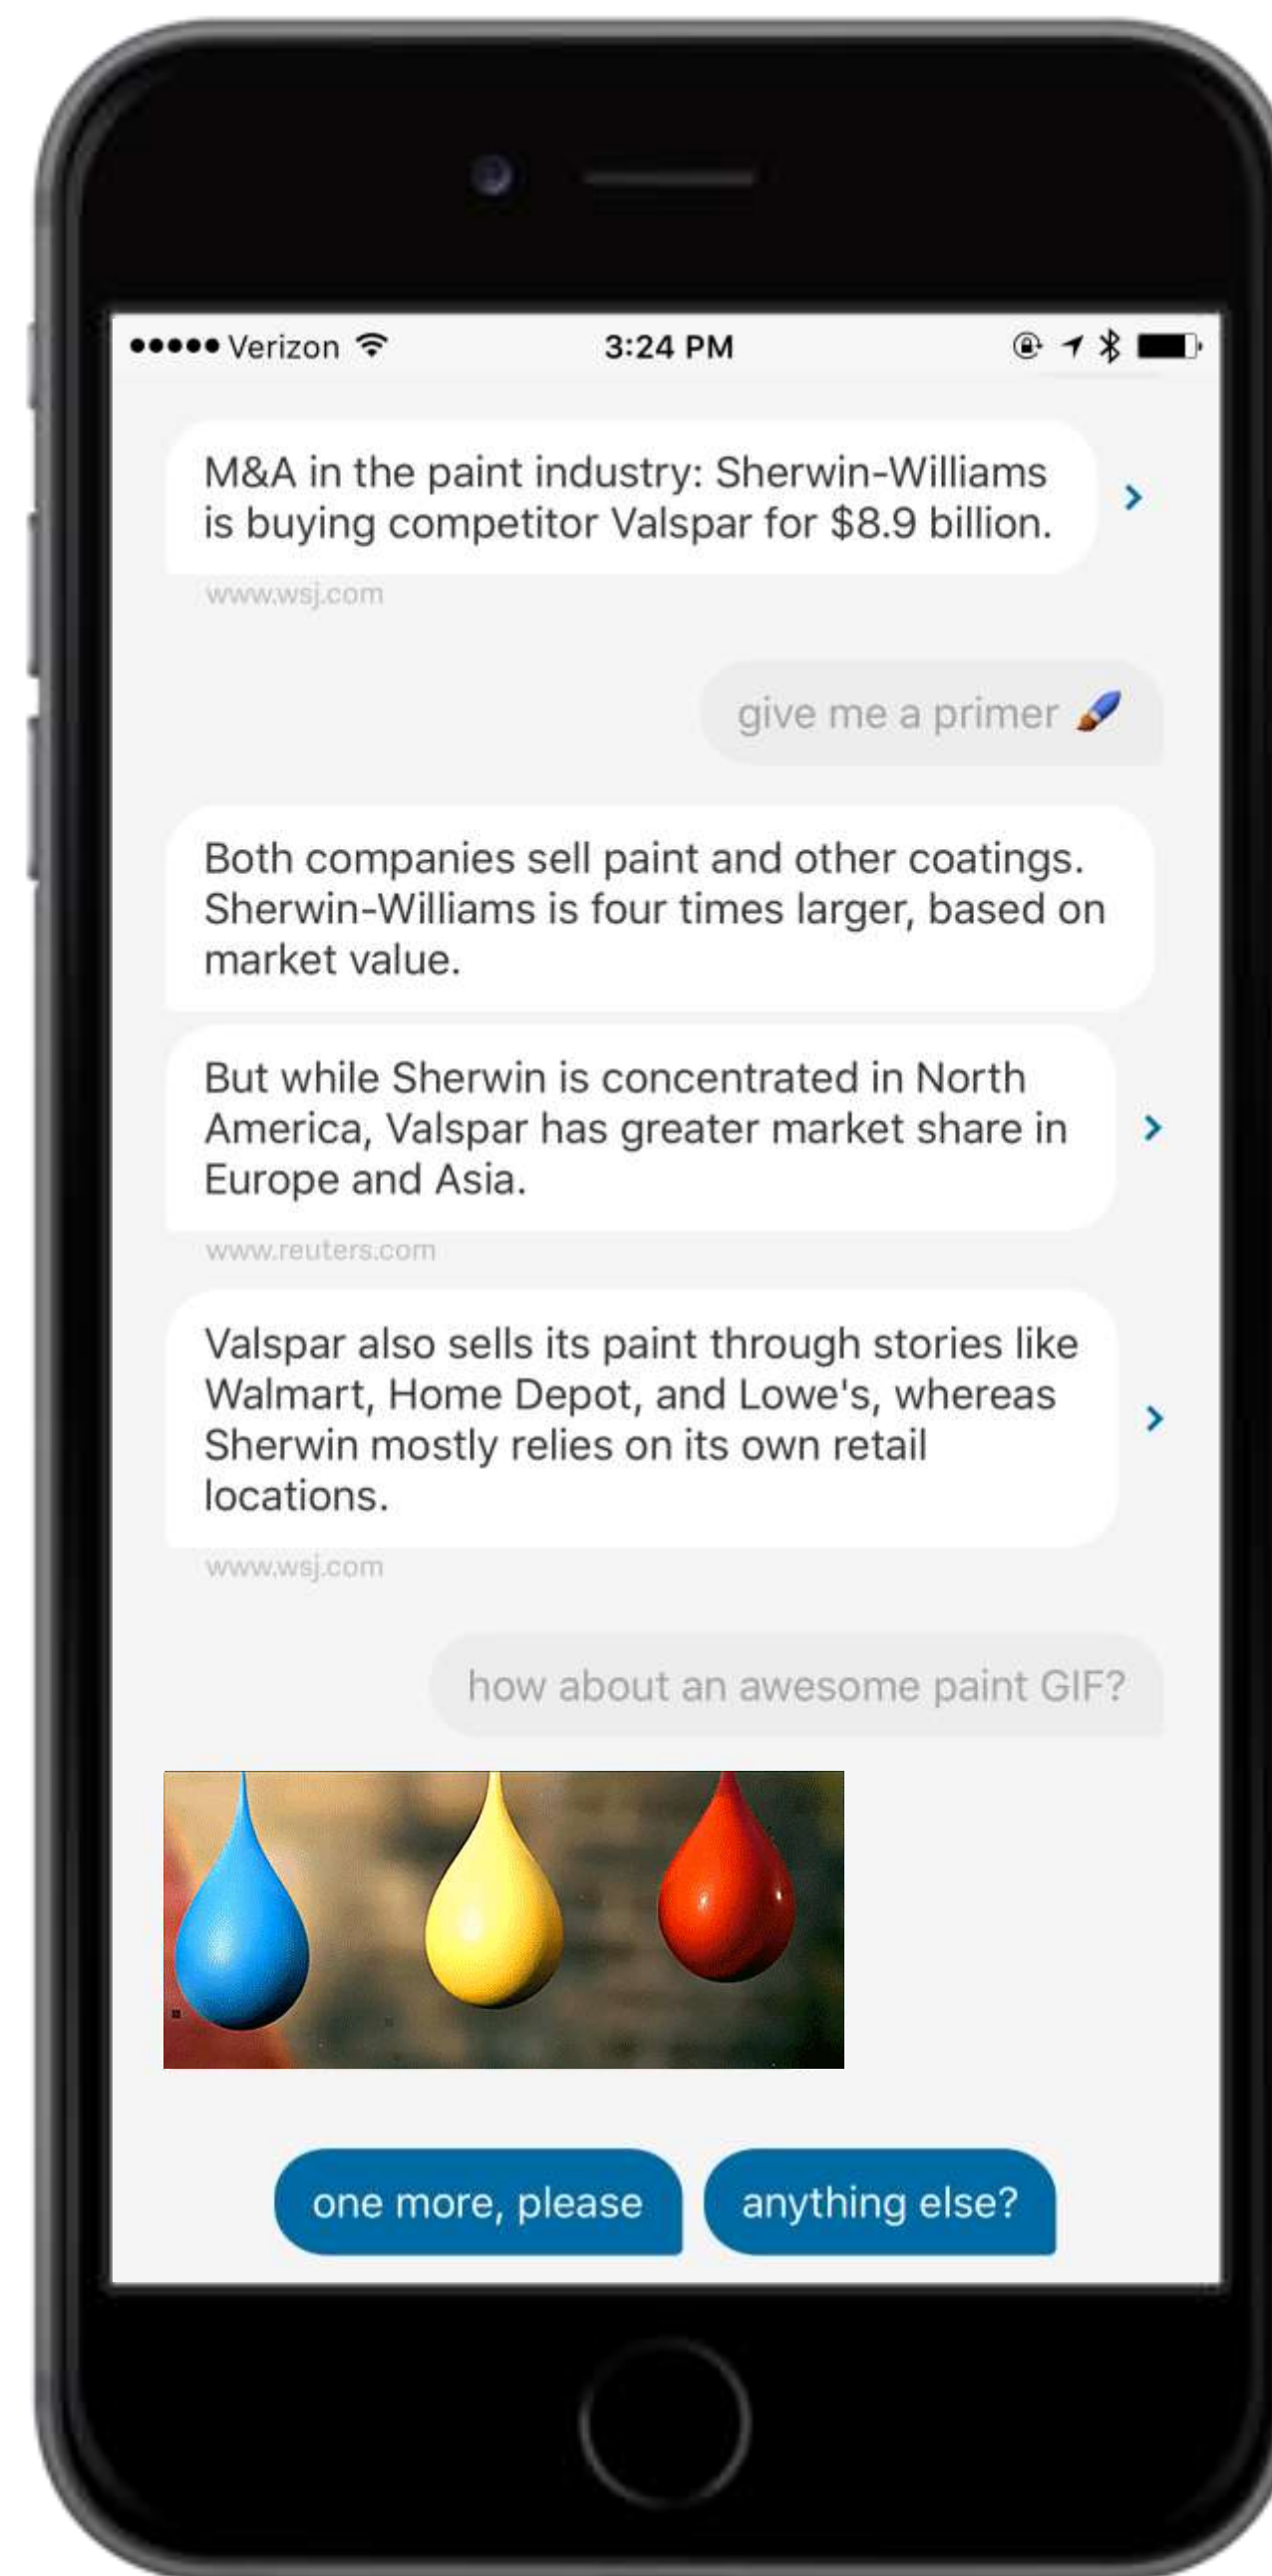 Verizon 3:24 PM
M&A in the paint industry: Sherwin-Williams
is buying competitor Valspar for $8.9 billion.
www.wsj.com
give me a primer 🖌️
Both companies sell paint and other coatings.
Sherwin-Williams is four times larger, based on
market value.
But while Sherwin is concentrated in North
America, Valspar has greater market share in
Europe and Asia.
www.reuters.com
Valspar also sells its paint through stories like
Walmart, Home Depot, and Lowe's, whereas
Sherwin mostly relies on its own retail
locations.
www.wsj.com
how about an awesome paint GIF?
one more, please
anything else?